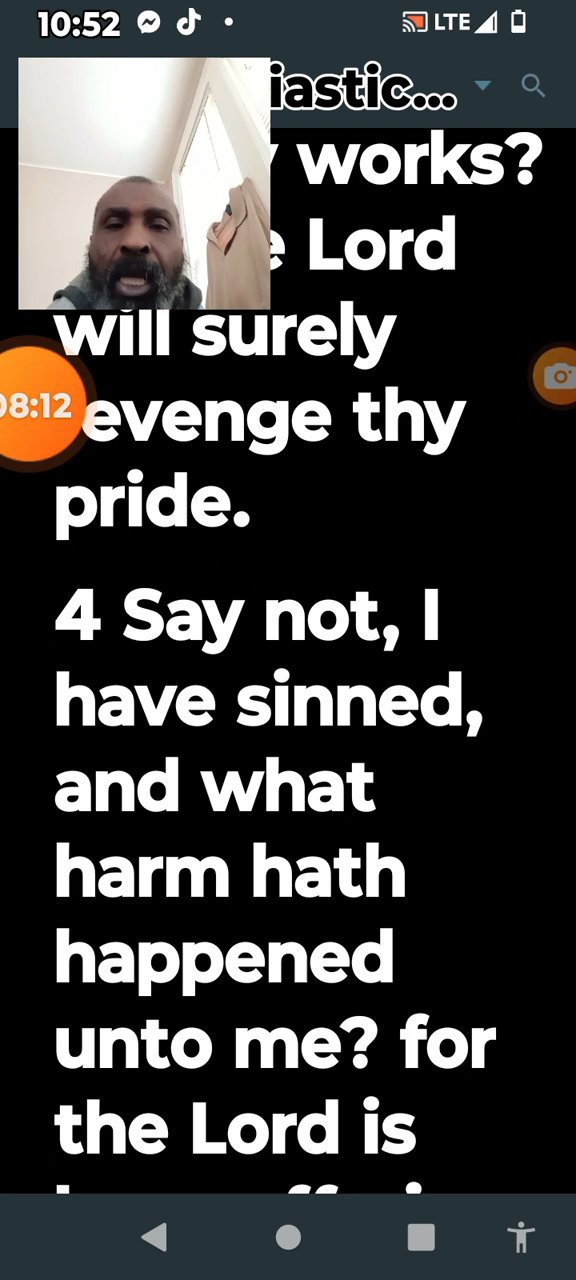 10:52 LTE
iastic...
works?
Lord
will surely
08:12
evenge thy
pride.
4 Say not, I
have sinned,
and what
harm hath
happened
unto me? for
the Lord is